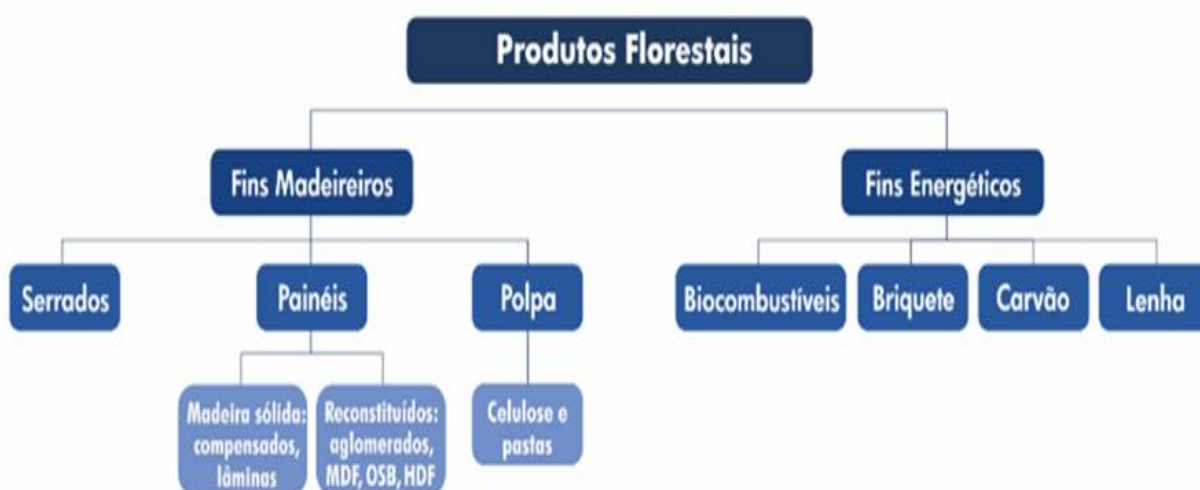 Produtos Florestais
Fins Madeireiros
Fins Energéticos
Serrados
Painéis
Polpa
Biocombustíveis
Briquete
Carvão
Lenha
Madeira sólida:
compensados,
lâminas
Reconstituídos:
aglomerados,
MDF, OSB, HDF
Celulose e
pastas